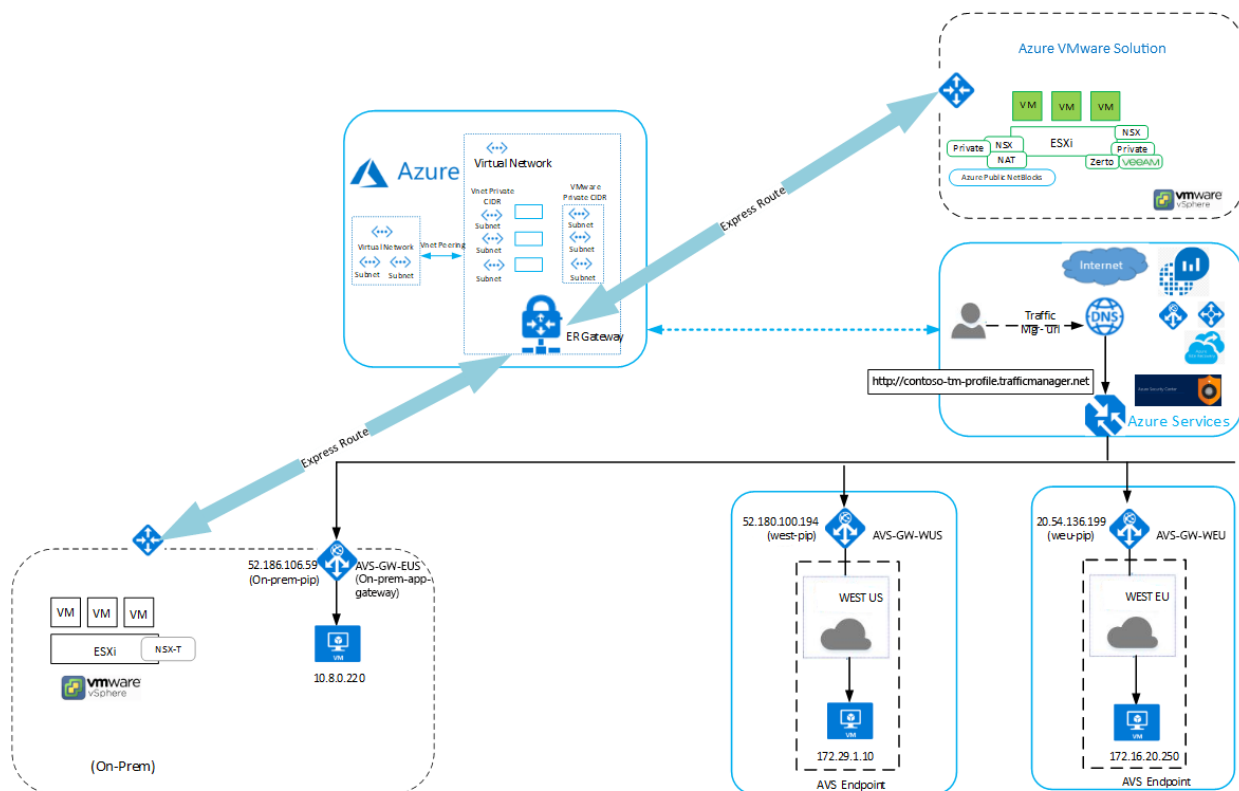 Azure VMware Solution
VM VM VM
NSX
ESXi
Private
NSX
Private
NAT
Zerto
veeam
Azure Public NetBlocks
vmware
vSphere
Express Route
Azure
Virtual Network
Vnet Private
CIDR
VMware
Private CIDR
Subnet
Subnet
Subnet
Subnet
Subnet
Subnet
Virtual Network
Subnet Subnet
Vnet Peering
ER Gateway
Internet
Traffic
Mgr-Url
DNS
http://contoso-tm-profile.trafficmanager.net
Azure Security Center
Azure Services
Express Route
52.186.106.59
(On-prem-pip)
AVS-GW-EUS
(On-prem-app-
gateway)
VM
10.8.0.220
VM VM VM
ESXi
NSX-T
vmware
vSphere
(On-Prem)
52.180.100.194
(west-pip)
AVS-GW-WUS
WEST US
VM
172.29.1.10
AVS Endpoint
20.54.136.199
(weu-pip)
AVS-GW-WEU
WEST EU
VM
172.16.20.250
AVS Endpoint